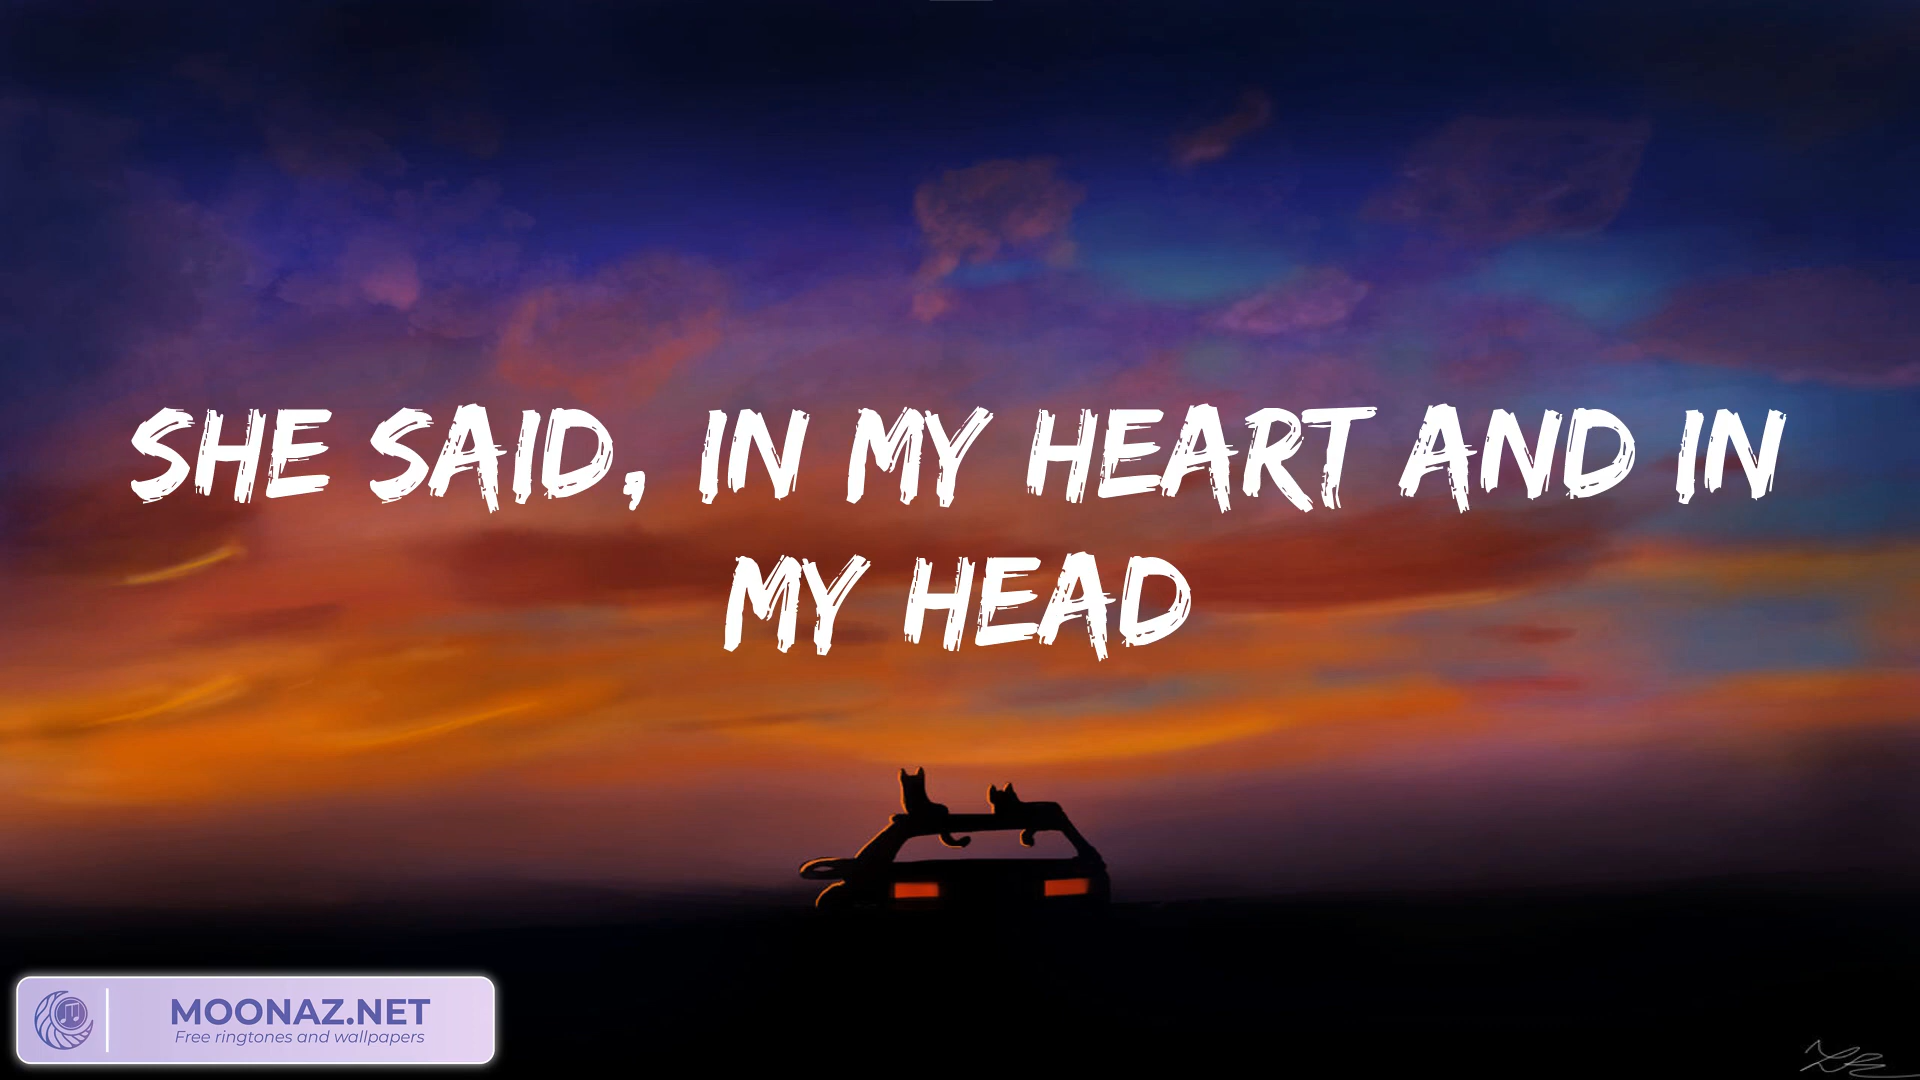 SHE SAID, IN MY HEART AND IN
MY HEAD
MOONAZ.NET
Free ringtones and wallpapers